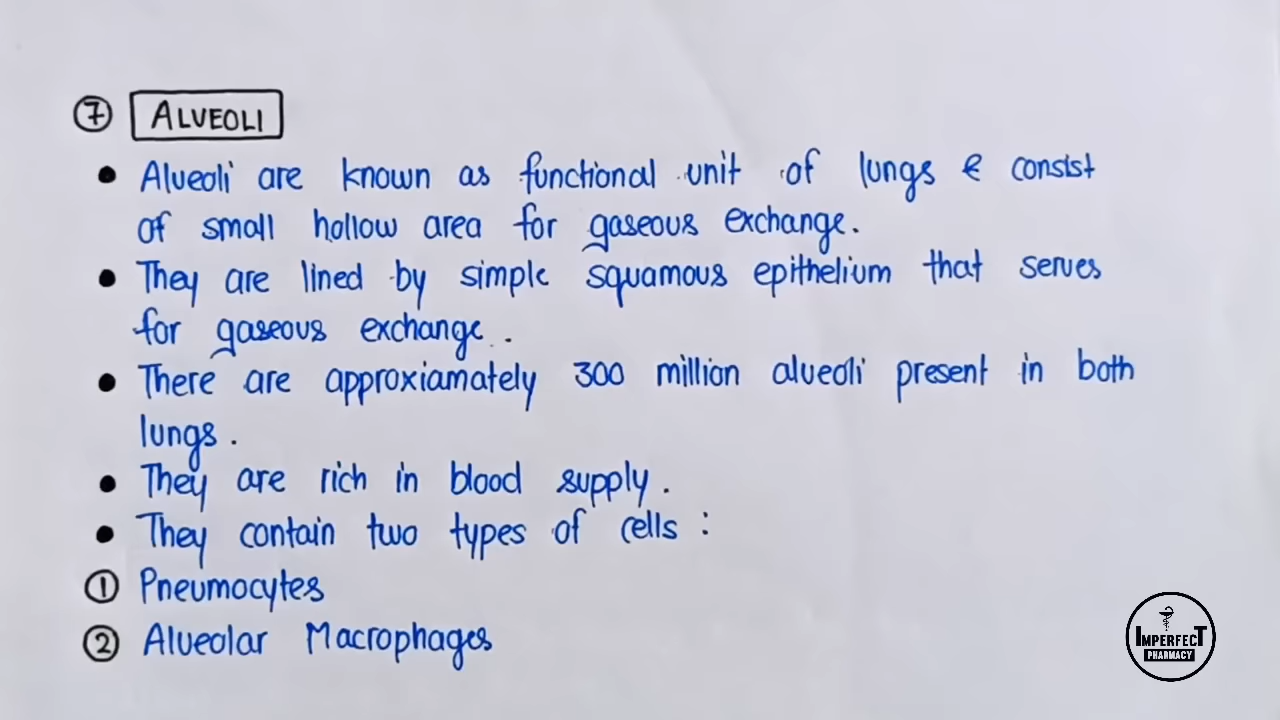 ⑦ ALVEOLI
• Alveoli are known as functional unit of lungs & consist
of small hollow area for gaseous exchange.
• They are lined by simple squamous epithelium that serves
for gaseous exchange.
• There are approxiamately 300 million alveoli present in both
lungs.
• They are rich in blood supply.
• They contain two types of cells:
① Pneumocytes
② Alveolar Macrophages
IMPERFECT
PHARMACY